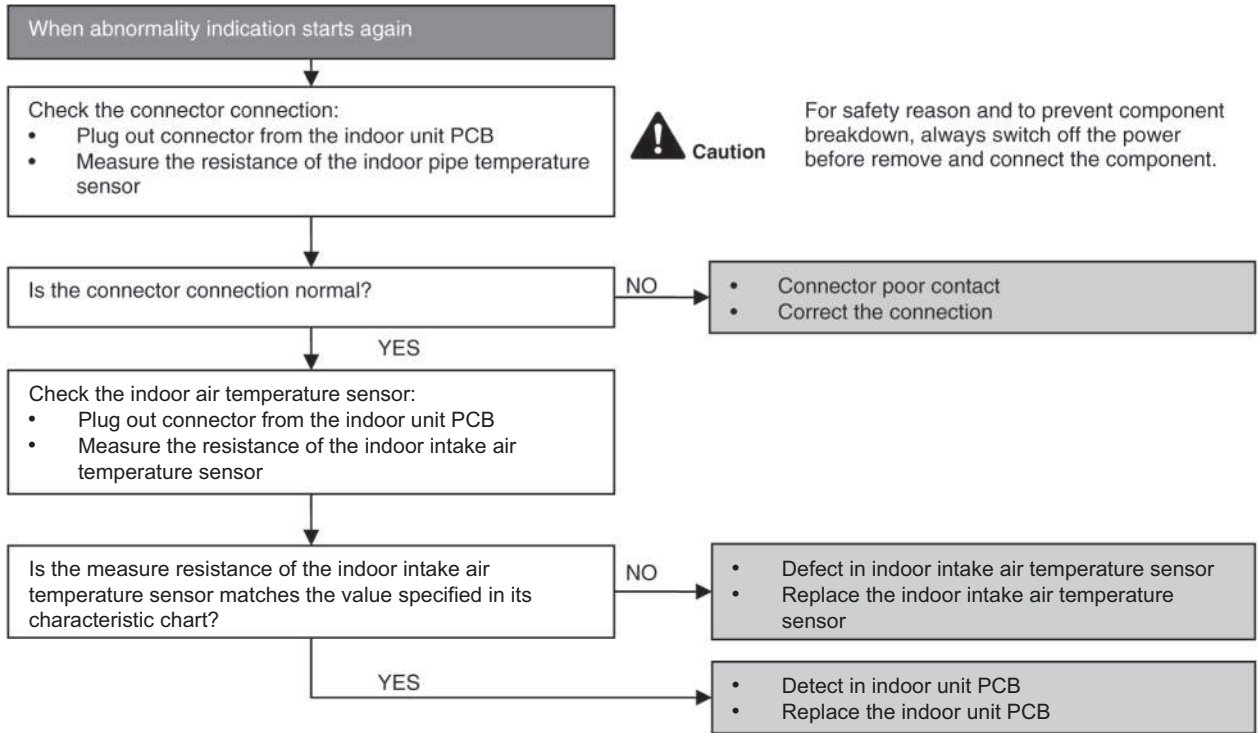 When abnormality indication starts again
Check the connector connection:
• Plug out connector from the indoor unit PCB
• Measure the resistance of the indoor pipe temperature
sensor
Caution
For safety reason and to prevent component
breakdown, always switch off the power
before remove and connect the component.
Is the connector connection normal?
NO
• Connector poor contact
• Correct the connection
YES
Check the indoor air temperature sensor:
• Plug out connector from the indoor unit PCB
• Measure the resistance of the indoor intake air
temperature sensor
Is the measure resistance of the indoor intake air
temperature sensor matches the value specified in its
characteristic chart?
NO
• Defect in indoor intake air temperature sensor
• Replace the indoor intake air temperature
sensor
YES
• Detect in indoor unit PCB
• Replace the indoor unit PCB